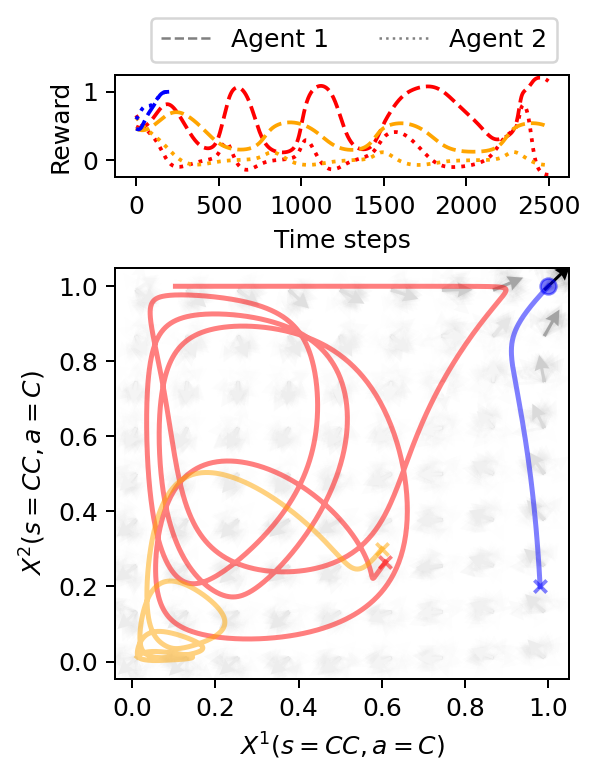 Agent 1 Agent 2
Reward
1
0
0 500 1000 1500 2000 2500
Time steps
X²(s = CC, a = C)
1.0
0.8
0.6
0.4
0.2
0.0
0.0 0.2 0.4 0.6 0.8 1.0
X¹(s = CC, a = C)